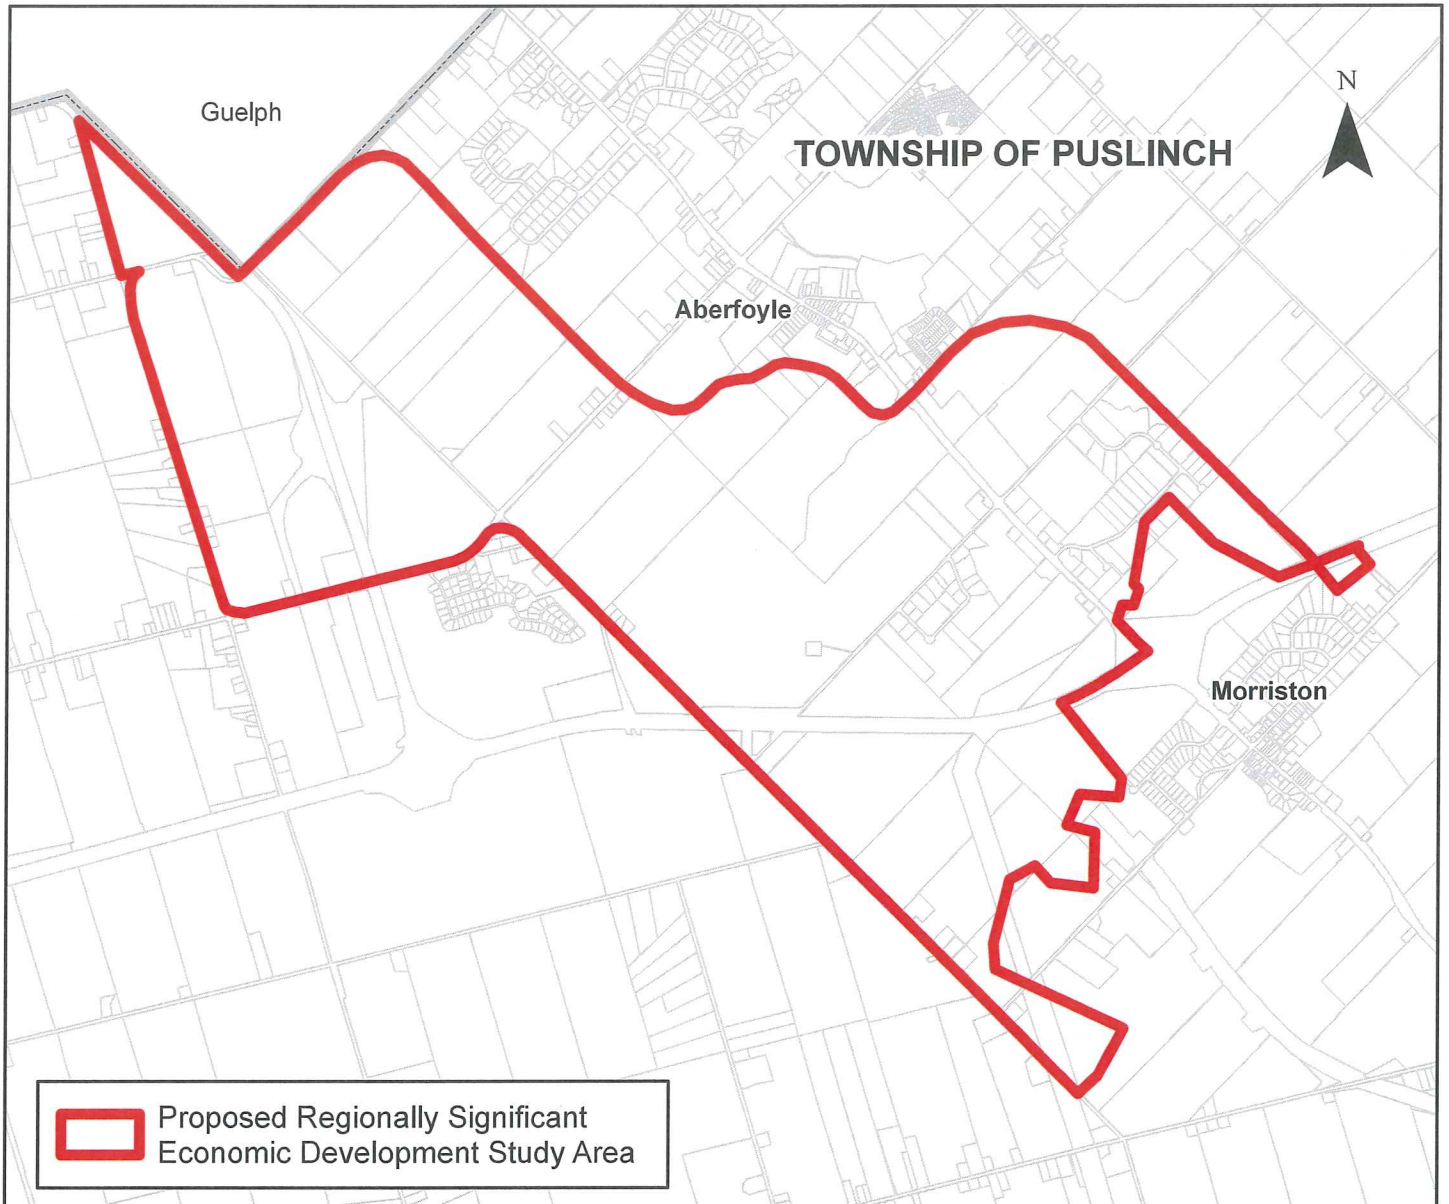 Guelph
N
TOWNSHIP OF PUSLINCH
Aberfoyle
Morriston
Proposed Regionally Significant
Economic Development Study Area